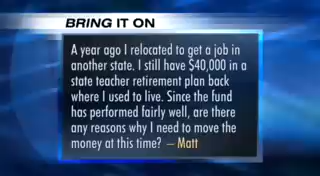 BRING IT ON
A year ago I relocated to get a job in
another state. I still have $40,000 in a
state teacher retirement plan back
where I used to live. Since the fund
has performed fairly well, are there
any reasons why I need to move the
money at this time? – Matt